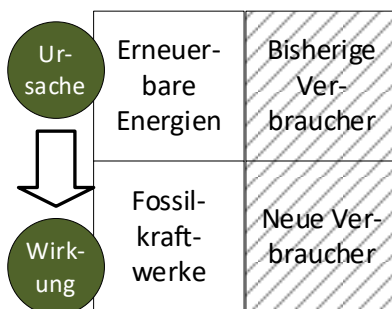 Ur-
sache
Erneuer-
bare
Energien
Bisherige
Ver-
braucher
Wirk-
ung
Fossil-
kraft-
werke
Neue Ver-
braucher